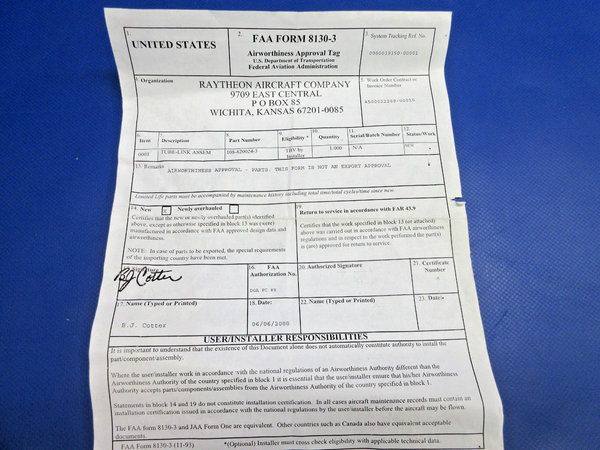 1.
UNITED STATES
2.
FAA FORM 8130-3
Airworthiness Approval Tag
U.S. Department of Transportation
Federal Aviation Administration
3. System Tracking Ref. No.
4. Organization
RAYTHEON AIRCRAFT COMPANY
9709 EAST CENTRAL
P O BOX 85
WICHITA, KANSAS 67201-0085
5. Work Order Contract or
Invoice Number
6.
Item
7.
Description
8.
Part Number
9.
Eligibility *
10.
Quantity
11.
Serial/Batch Number
12.
Status/Work
0001
TUBE-LINK ASSEM
TBV by
Installer
1.000
N/A
NEW
13. Remarks
AIRWORTHINESS APPROVAL - PARTS. THIS FORM IS NOT AN EXPORT APPROVAL
Limited Life parts must be accompanied by maintenance history including total time/total cycles/time since new.
14. New
Newly overhauled
Certifies that the new or newly overhauled part(s) identified
above, except as otherwise specified in block 13 was (were)
manufactured in accordance with FAA approved design data and
airworthiness.
NOTE: In case of parts to be exported, the special requirements
of the importing country have been met.
19.
Return to service in accordance with FAR 43.9
Certifies that the work specified in block 13 (or attached)
above was carried out in accordance with FAA airworthiness
regulations and in respect to the work performed the part(s)
is (are) approved for return to service.
Signature
BJ Cotter
16. FAA
Authorization No.
20. Authorized Signature
21. Certificate
Number
17. Name (Typed or Printed)
B.J. Cotter
18. Date:
06/06/2000
22. Name (Typed or Printed)
23. Date:
USER/INSTALLER RESPONSIBILITIES
It is important to understand that the existence of this Document alone does not automatically constitute authority to install the
part/component/assembly.
Where the user/installer work in accordance with the national regulations of an Airworthiness Authority different than the
Airworthiness Authority of the country specified in block 1 it is essential that the user/installer ensure that his/her Airworthiness
Authority accepts parts/components/assemblies from the Airworthiness Authority of the country specified in block 1.
Statements in block 14 and 19 do not constitute installation certification. In all cases aircraft maintenance records must contain an
installation certification issued in accordance with the national regulations by the user/installer before the aircraft may be flown.
The FAA form 8130-3 and JAA Form One are equivalent. Other countries such as Canada also have equivalent acceptable
documents.
FAA Form 8130-3 (11-93)
*(Optional) Installer must cross check eligibility with applicable technical data.